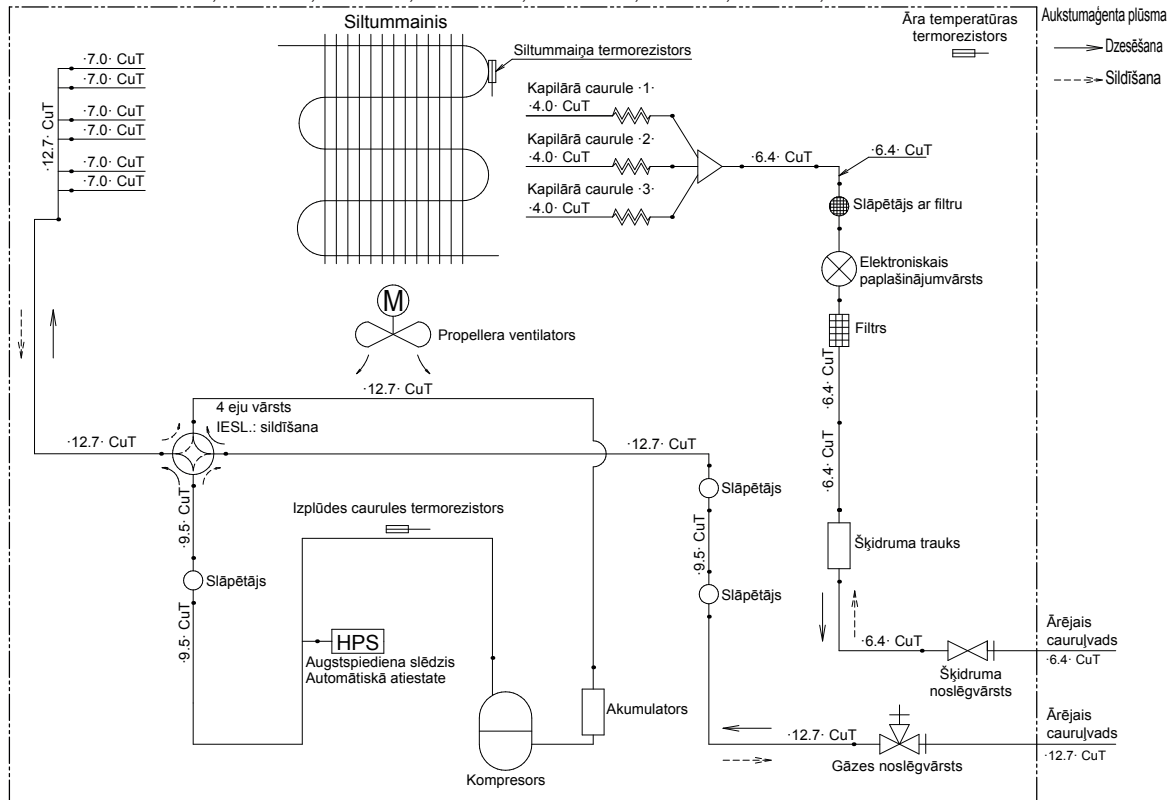 Siltummainis
Siltummaiņa termorezistors
Āra temperatūras
termorezistors
Aukstumaģenta plūsma
Dzesēšana
Sildīšana
·7.0· CuT
·7.0· CuT
·7.0· CuT
·7.0· CuT
·7.0· CuT
·7.0· CuT
·12.7· CuT
Kapilārā caurule ·1·
·4.0· CuT
Kapilārā caurule ·2·
·4.0· CuT
Kapilārā caurule ·3·
·4.0· CuT
·6.4· CuT
·6.4· CuT
Slāpētājs ar filtru
Elektroniskais
paplašinājumvārsts
Filtrs
·6.4· CuT
·6.4· CuT
M
Propellera ventilators
·12.7· CuT
4 eju vārsts
IESL.: sildīšana
·12.7· CuT
·12.7· CuT
Slāpētājs
·9.5· CuT
Izplūdes caurules termorezistors
·9.5· CuT
Slāpētājs
Slāpētājs
Šķidruma trauks
·9.5· CuT
HPS
Augstspiediena slēdzis
Automātiskā atiestate
·6.4· CuT
Ārējais
cauruļvads
·6.4· CuT
Šķidruma
noslēgvārsts
Akumulators
Kompresors
·12.7· CuT
Gāzes noslēgvārsts
Ārējais
cauruļvads
·12.7· CuT